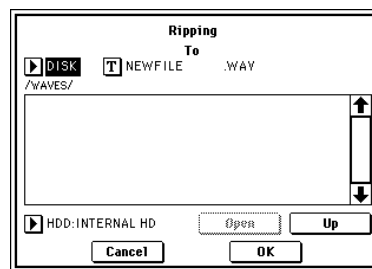 Ripping
To
DISK T NEWFILE .WAV
/WAVES/
HDD:INTERNAL HD Open Up
Cancel OK